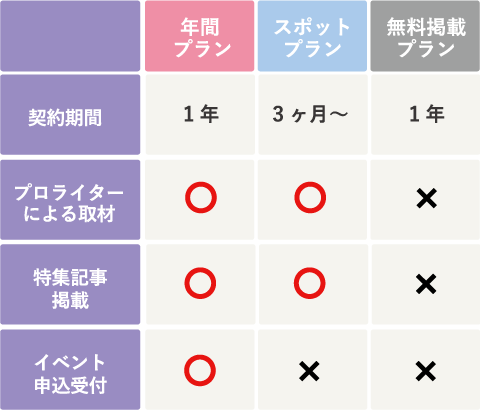 年間
プラン
スポット
プラン
無料掲載
プラン
契約期間
1年
3ヶ月～
1年
プロライター
による取材
○
○
×
特集記事
掲載
○
○
×
イベント
申込受付
○
×
×